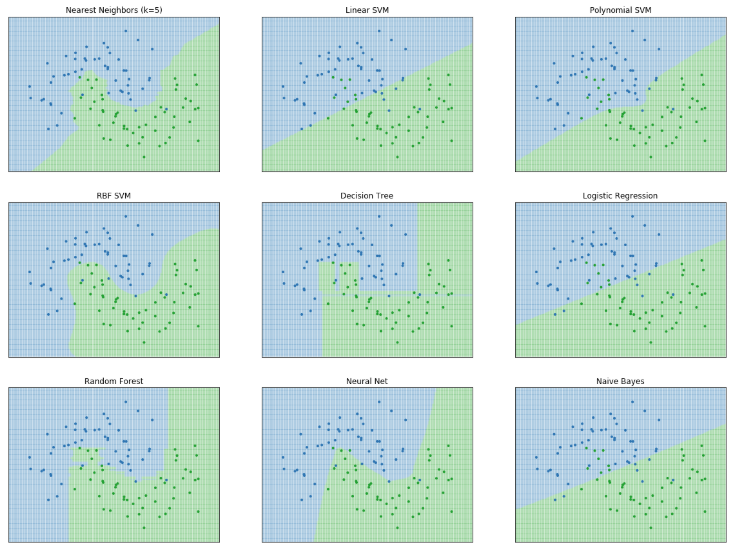 Nearest Neighbors (k=5)
Linear SVM
Polynomial SVM
RBF SVM
Decision Tree
Logistic Regression
Random Forest
Neural Net
Naive Bayes